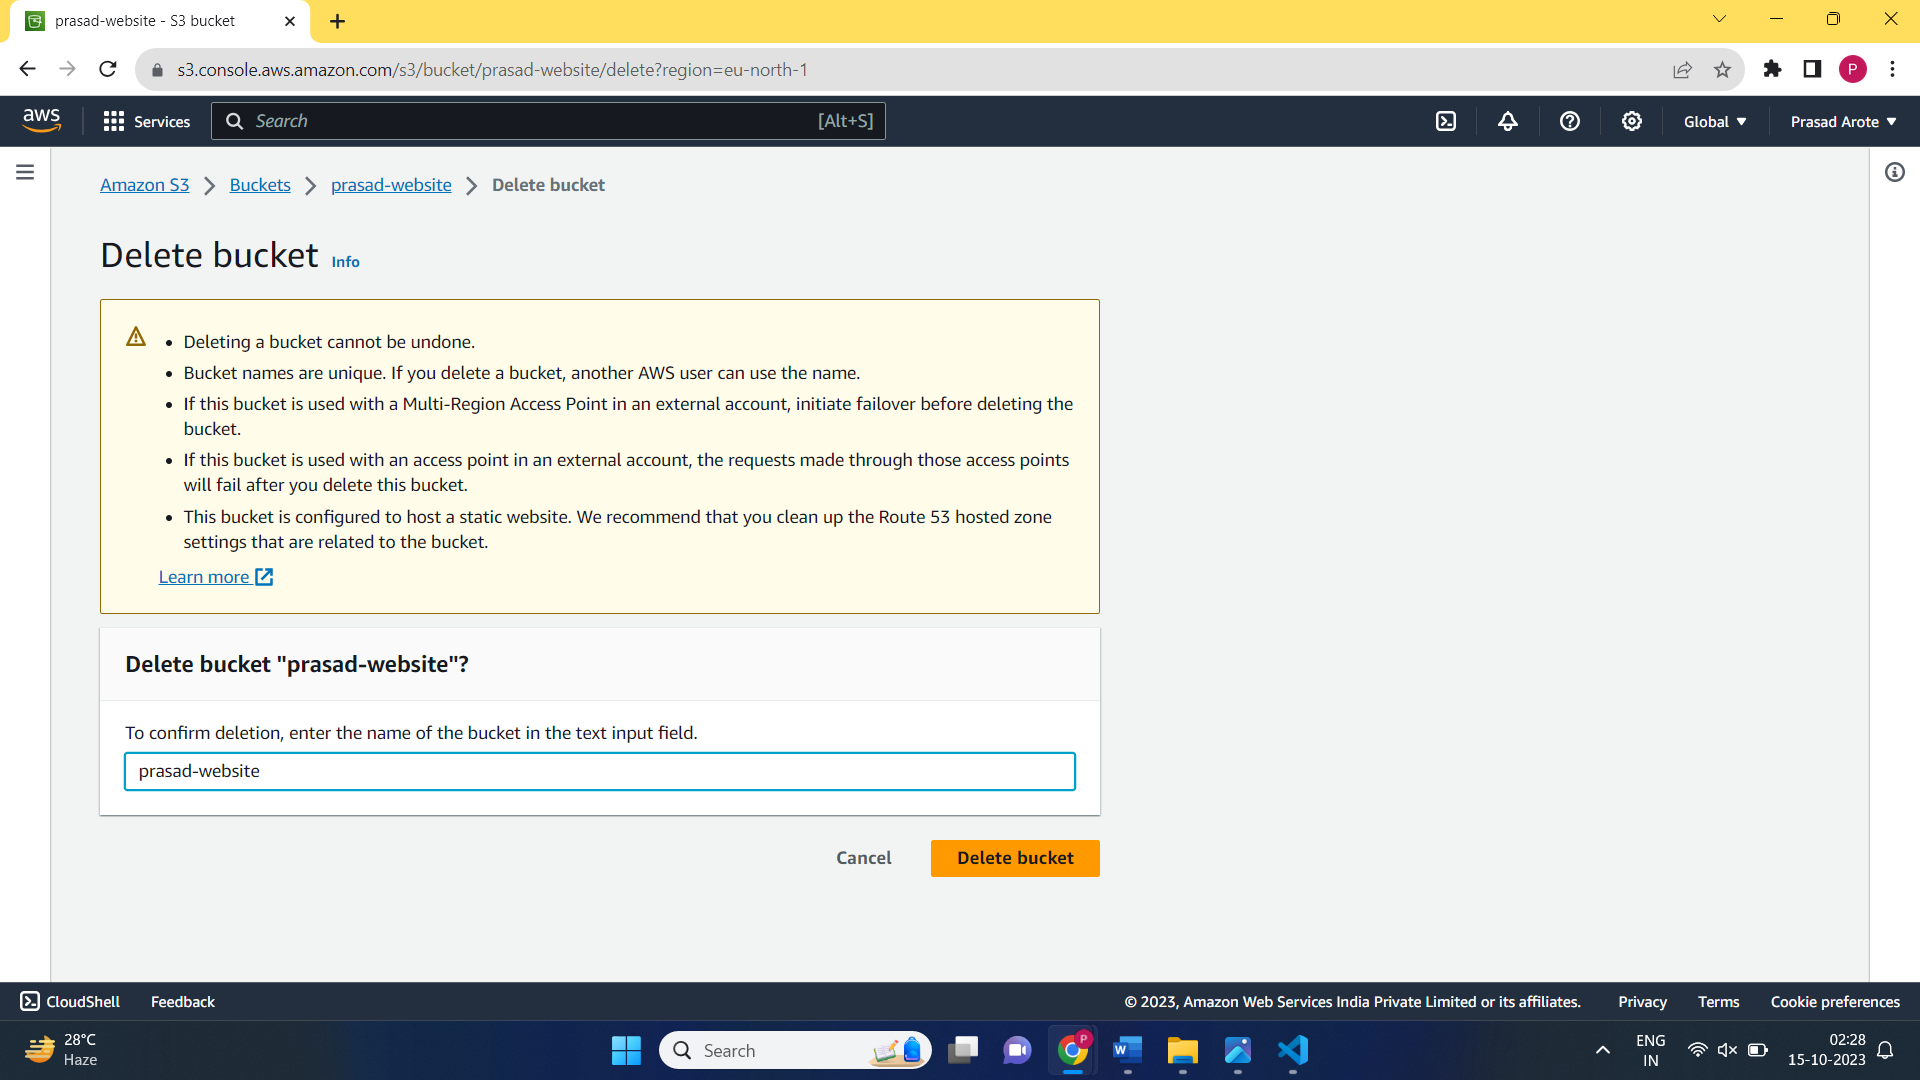 prasad-website - S3 bucket
s3.console.aws.amazon.com/s3/bucket/prasad-website/delete?region=eu-north-1
P
aws
Services
Search
[Alt+S]
Global
Prasad Arote
Amazon S3
Buckets
prasad-website
Delete bucket
Delete bucket Info
Deleting a bucket cannot be undone.
Bucket names are unique. If you delete a bucket, another AWS user can use the name.
If this bucket is used with a Multi-Region Access Point in an external account, initiate failover before deleting the
bucket.
If this bucket is used with an access point in an external account, the requests made through those access points
will fail after you delete this bucket.
This bucket is configured to host a static website. We recommend that you clean up the Route 53 hosted zone
settings that are related to the bucket.
Learn more
Delete bucket "prasad-website"?
To confirm deletion, enter the name of the bucket in the text input field.
prasad-website
Cancel
Delete bucket
CloudShell
Feedback
© 2023, Amazon Web Services India Private Limited or its affiliates.
Privacy
Terms
Cookie preferences
28°C
Haze
Search
P
W
ENG
IN
02:28
15-10-2023